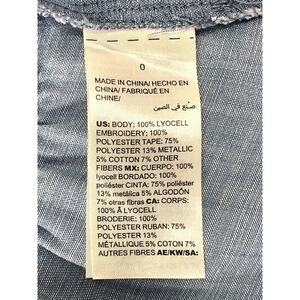 0
MADE IN CHINA/ HECHO EN
CHINA/ FABRIQUÉ EN
CHINE/
صنع في الصين
US: BODY: 100% LYOCELL
EMBROIDERY: 100%
POLYESTER TAPE: 75%
POLYESTER 13% METALLIC
5% COTTON 7% OTHER
FIBERS MX: CUERPO: 100%
lyocell BORDADO: 100%
poliéster CINTA: 75% poliéster
13% metálica 5% ALGODÓN
7% otras fibras CA: CORPS:
100% Â LYOCELL
BRODERIE: 100%
POLYESTER RUBAN: 75%
POLYESTER 13%
MÉTALLIQUE 5% COTON 7%
AUTRES FIBRES AE/KW/SA: